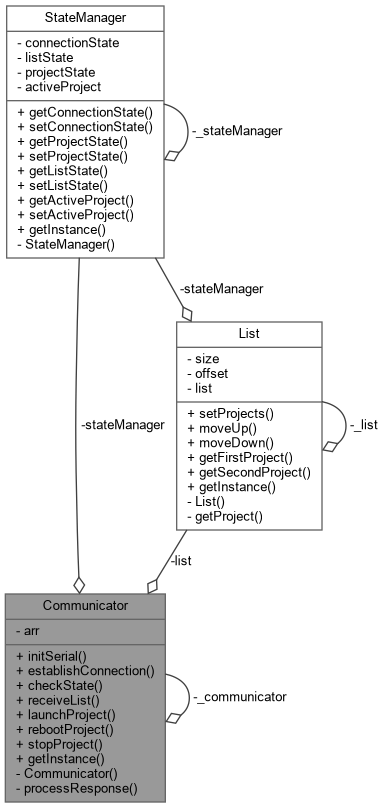 StateManager
- connectionState
- listState
- projectState
- activeProject
+ getConnectionState()
+ setConnectionState()
+ getProjectState()
+ setProjectState()
+ getListState()
+ setListState()
+ getActiveProject()
+ setActiveProject()
+ getInstance()
- StateManager()
-_stateManager
-stateManager
List
- size
- offset
- list
+ setProjects()
+ moveUp()
+ moveDown()
+ getFirstProject()
+ getSecondProject()
+ getInstance()
- List()
- getProject()
-_list
-stateManager
-list
Communicator
- arr
+ initSerial()
+ establishConnection()
+ checkState()
+ receiveList()
+ launchProject()
+ rebootProject()
+ stopProject()
+ getInstance()
- Communicator()
- processResponse()
-_communicator